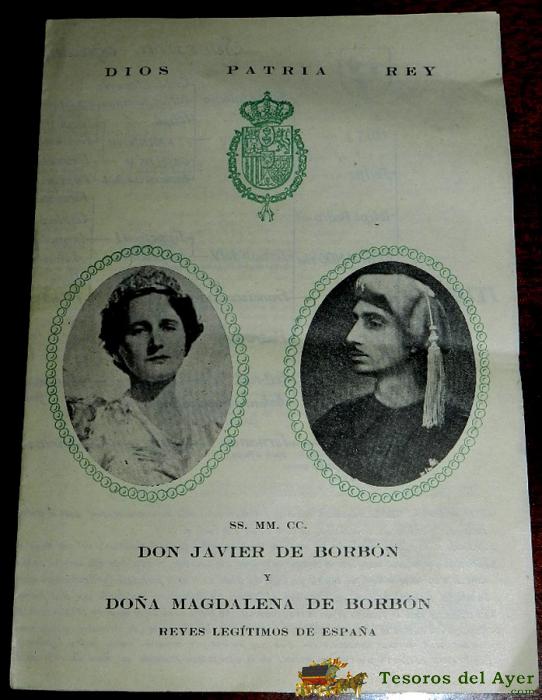 DIOS PATRIA REY
SS. MM. CC.
DON JAVIER DE BORBÓN
Y
DOÑA MAGDALENA DE BORBÓN
REYES LEGÍTIMOS DE ESPAÑA
Tesoros del Ayer
.com